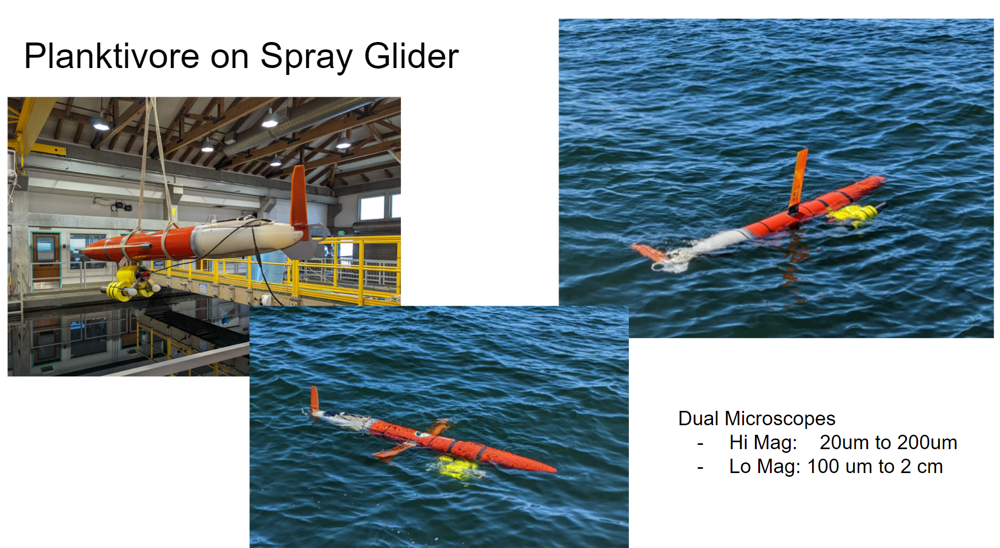 Planktivore on Spray Glider
Dual Microscopes
- Hi Mag: 20um to 200um
- Lo Mag: 100 um to 2 cm